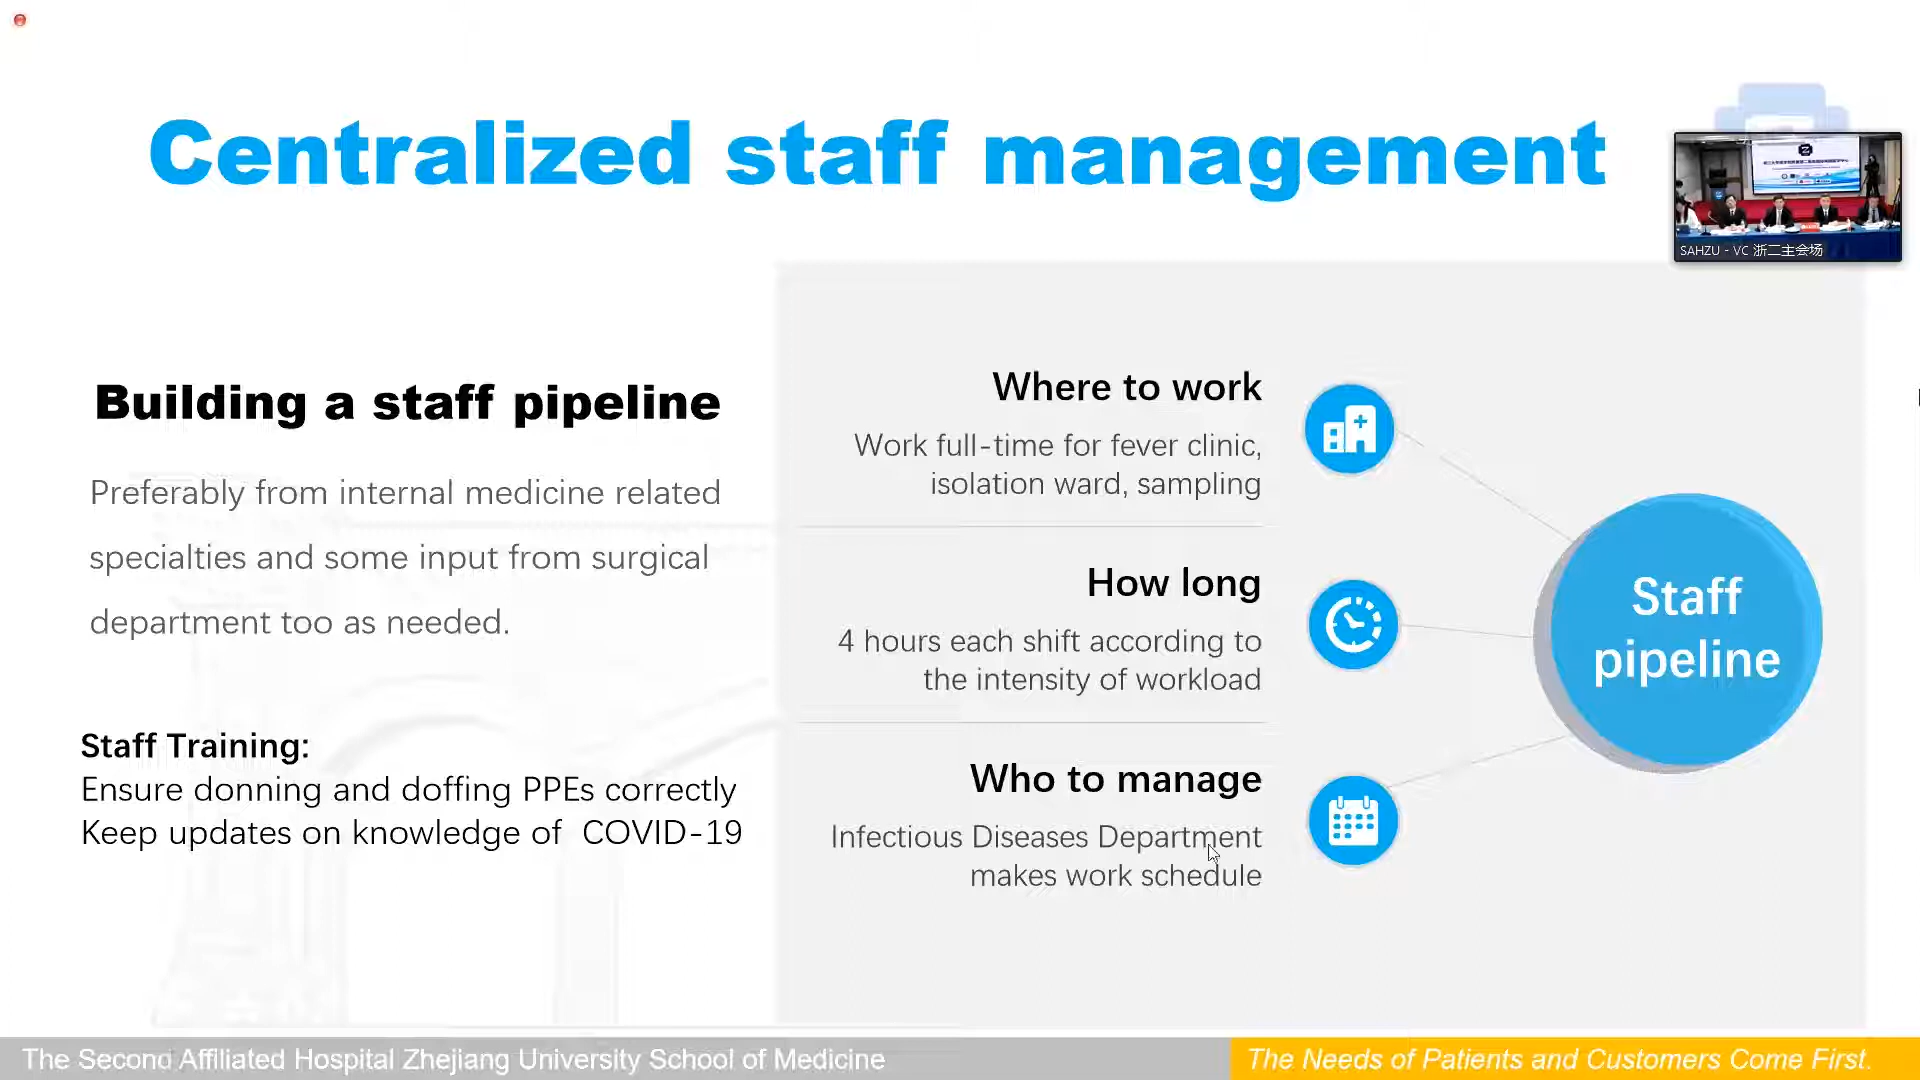 Centralized staff management
SAHZU - VC 浙二主会场
Building a staff pipeline
Preferably from internal medicine related
specialties and some input from surgical
department too as needed.
Staff Training:
Ensure donning and doffing PPEs correctly
Keep updates on knowledge of COVID-19
Where to work
Work full-time for fever clinic,
isolation ward, sampling
How long
4 hours each shift according to
the intensity of workload
Who to manage
Infectious Diseases Department
makes work schedule
Staff
pipeline
The Second Affiliated Hospital Zhejiang University School of Medicine
The Needs of Patients and Customers Come First.